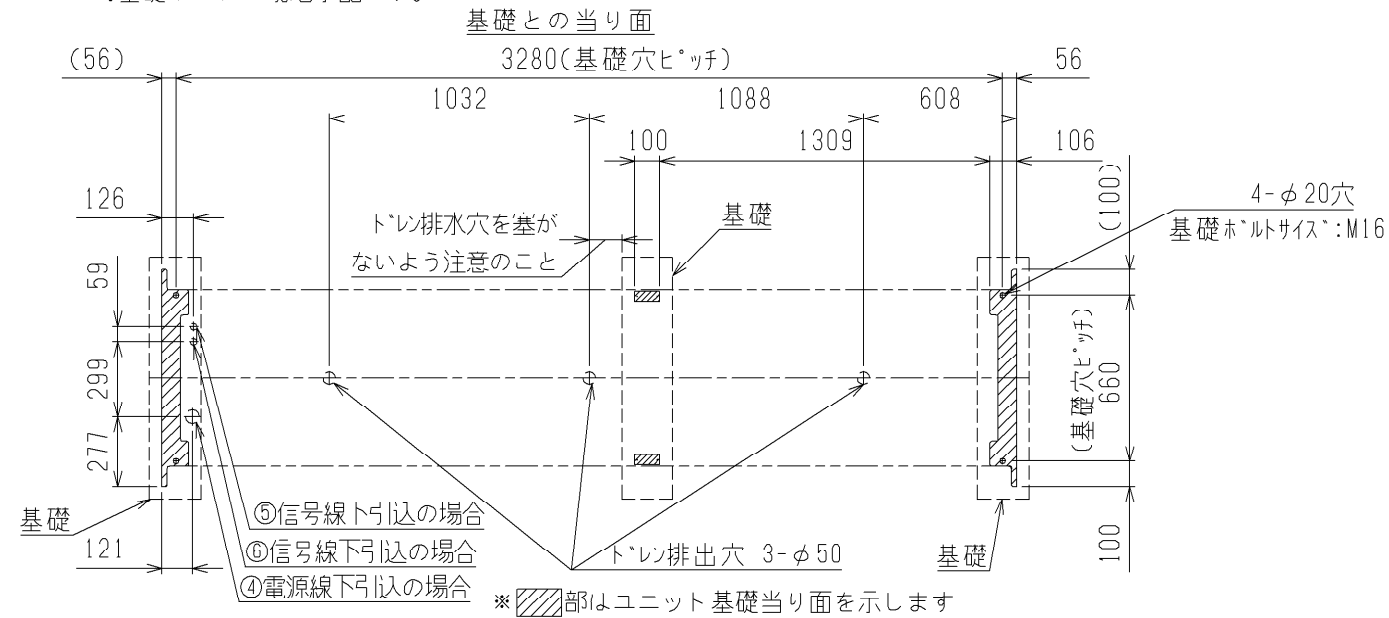 基礎との当り面
(56)
3280(基礎穴ﾋﾟｯﾁ)
56
1032
1088
608
100
1309
106
126
(100)
4-φ20穴
基礎ﾎﾞﾙﾄｻｲｽﾞ:M16
ﾄﾞﾚﾝ排水穴を塞が
ないよう注意のこと
基礎
59
299
277
(基礎穴ﾋﾟｯﾁ)
660
100
基礎
121
⑤信号線下引込の場合
⑥信号線下引込の場合
④電源線下引込の場合
ﾄﾞﾚﾝ排出穴 3-φ50
基礎
※部はユニット基礎当り面を示します